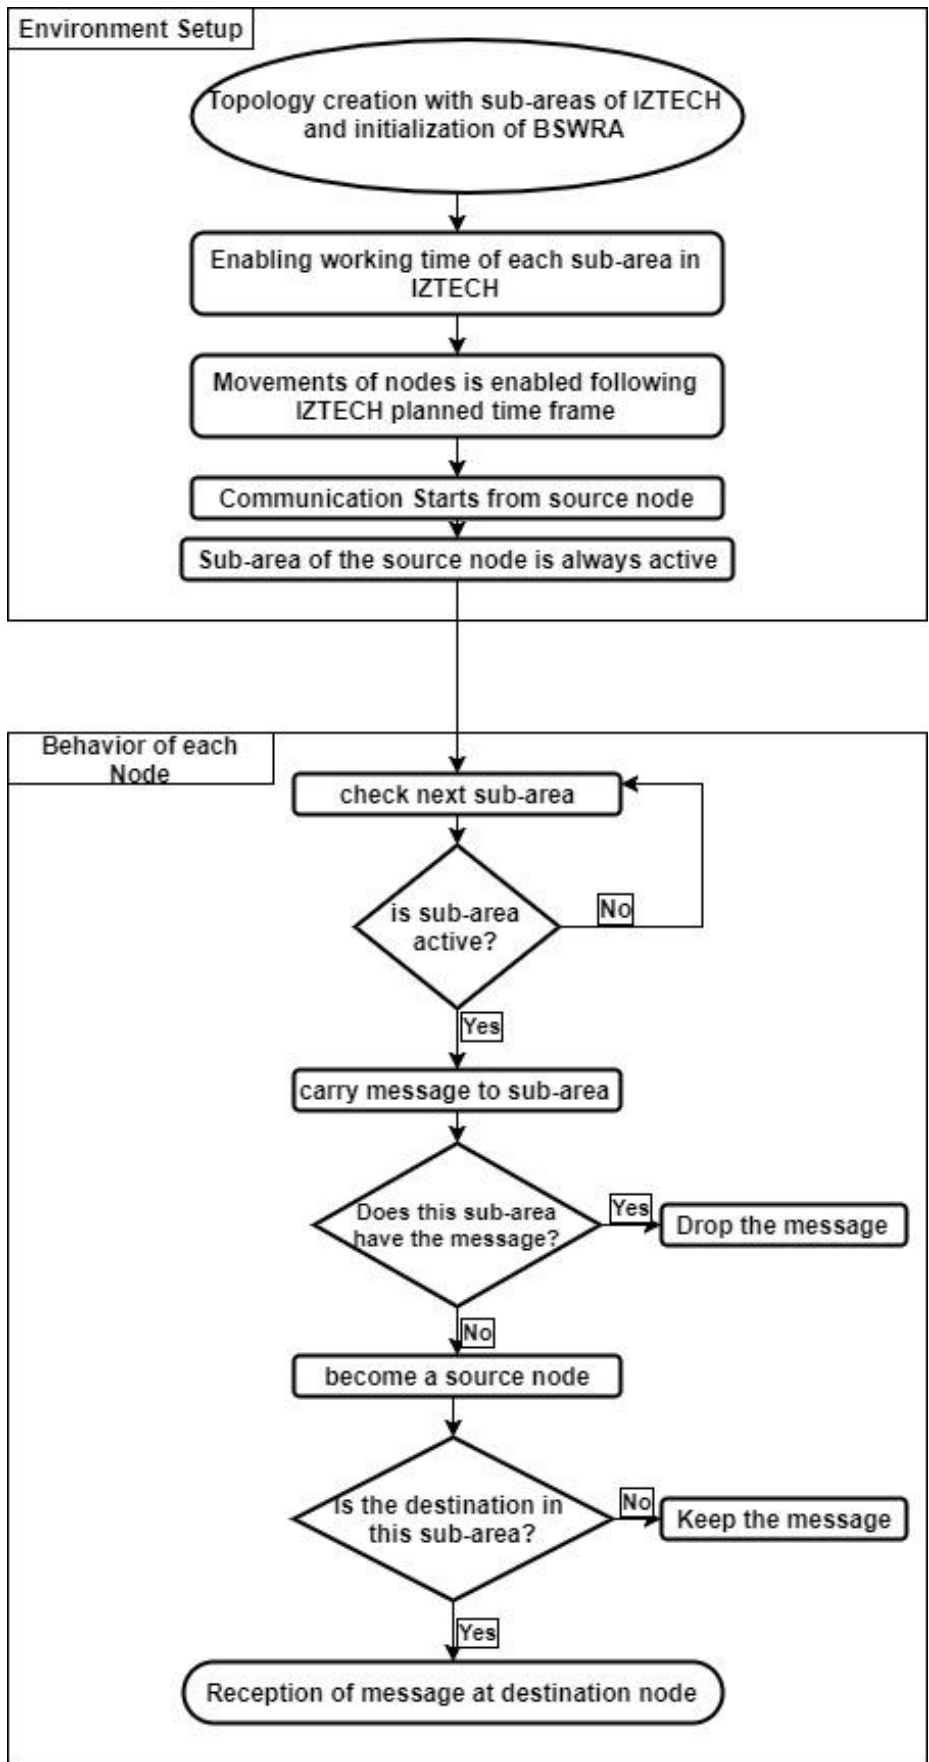 Environment Setup
Topology creation with sub-areas of IZTECH
and initialization of BSWRA
Enabling working time of each sub-area in
IZTECH
Movements of nodes is enabled following
IZTECH planned time frame
Communication Starts from source node
Sub-area of the source node is always active
Behavior of each
Node
check next sub-area
is sub-area
active?
No
Yes
carry message to sub-area
Does this sub-area
have the message?
Yes
Drop the message
No
become a source node
Is the destination in
this sub-area?
No
Keep the message
Yes
Reception of message at destination node